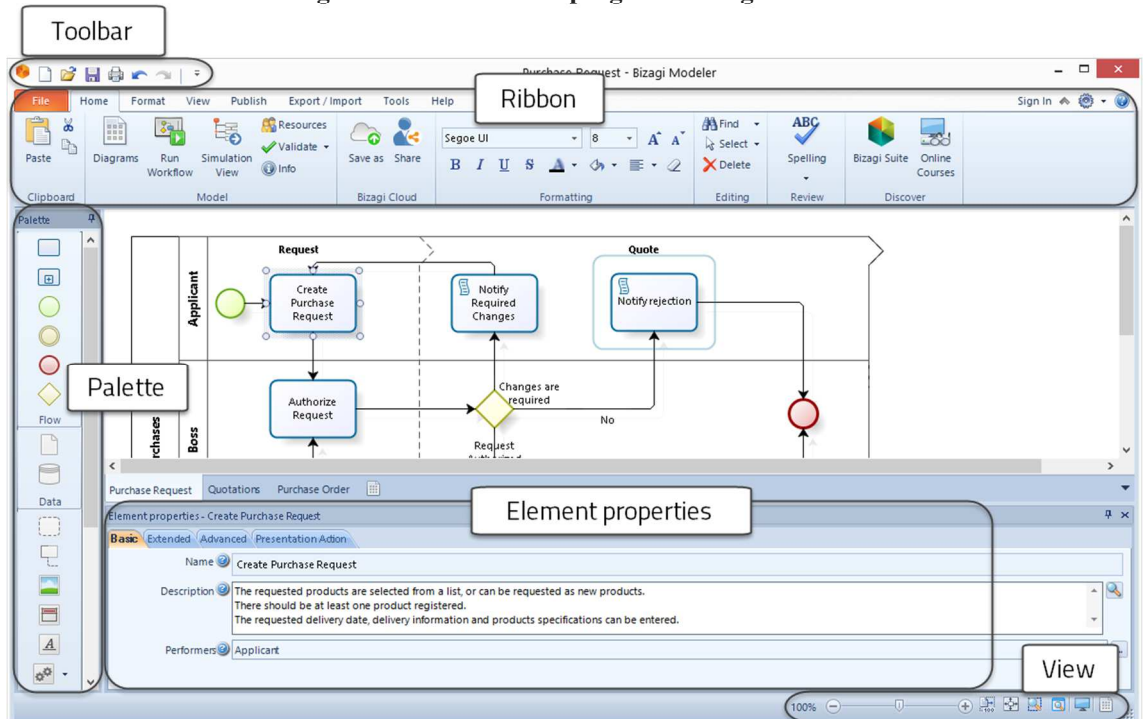 Toolbar
Purchase Request - Bizagi Modeler
Ribbon
File Home Format View Publish Export / Import Tools Help
Sign In
Paste
Clipboard
Diagrams
Run Workflow
Simulation View
Resources
Validate
Info
Model
Save as
Share
Bizagi Cloud
Segoe UI
8
A A
B I U S A
Formatting
Find
Select
Delete
Editing
ABC
Spelling
Review
Bizagi Suite
Online Courses
Discover
Palette
Palette
Flow
Data
A
Request
Quote
Applicant
Create
Purchase
Request
Notify
Required
Changes
Notify rejection
Boss
Authorize
Request
Changes are
required
No
Request
Purchase Request Quotations Purchase Order
Element properties
Element properties - Create Purchase Request
Basic Extended Advanced Presentation Action
Name Create Purchase Request
Description The requested products are selected from a list, or can be requested as new products.
There should be at least one product registered.
The requested delivery date, delivery information and products specifications can be entered.
Performers Applicant
View
100%